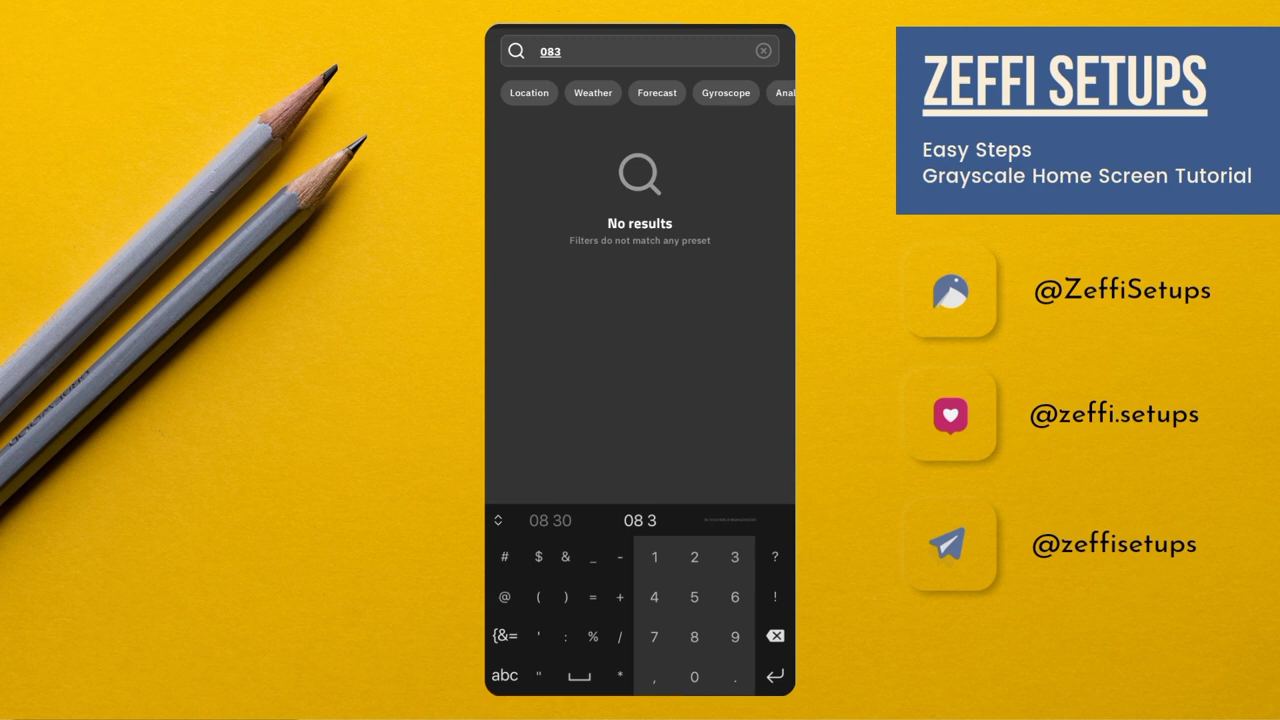 083
Location Weather Forecast Gyroscope Anal
No results
Filters do not match any preset
08 30 08 3
# $ & _ - 1 2 3 ?
@ ( ) = + 4 5 6 !
{&= ' : % / 7 8 9
abc " * , 0 .
ZEFFI SETUPS
Easy Steps
Grayscale Home Screen Tutorial
@ZeffiSetups
@zeffi.setups
@zeffisetups